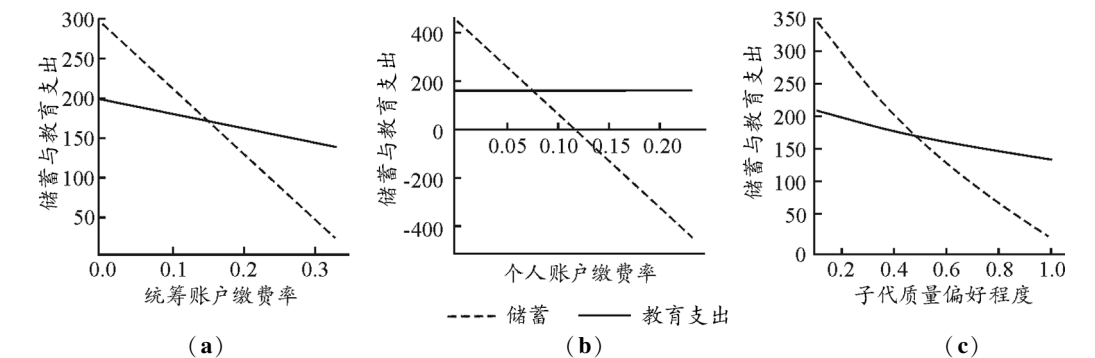 300
250
200
150
100
50
0.0
0.1
0.2
0.3
储蓄与教育支出
统筹账户缴费率
(a)
400
200
0
-200
-400
0.05
0.10
0.15
0.20
储蓄与教育支出
个人账户缴费率
储蓄
教育支出
(b)
350
300
250
200
150
100
50
0
0.2
0.4
0.6
0.8
1.0
储蓄与教育支出
子代质量偏好程度
(c)